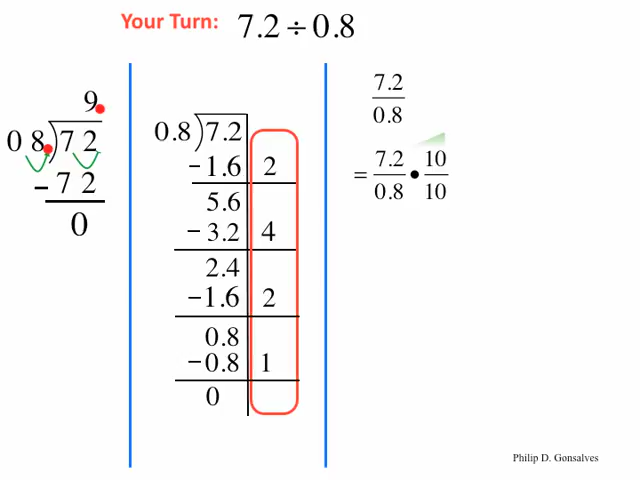 Your Turn: 7.2 ÷ 0.8
9.
0 8.)7 2
− 7 2
0
0.8)7.2
−1.6 2
5.6
−3.2 4
2.4
−1.6 2
0.8
−0.8 1
0
7.2
0.8
= 7.2/0.8 • 10/10
Philip D. Gonsalves